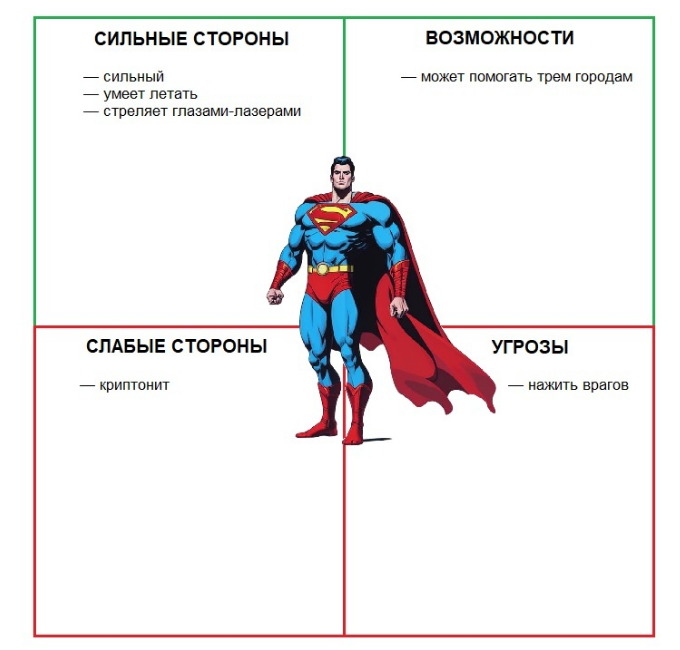 СИЛЬНЫЕ СТОРОНЫ
— сильный
— умеет летать
— стреляет глазами-лазерами
ВОЗМОЖНОСТИ
— может помогать трем городам
СЛАБЫЕ СТОРОНЫ
— криптонит
УГРОЗЫ
— нажить врагов